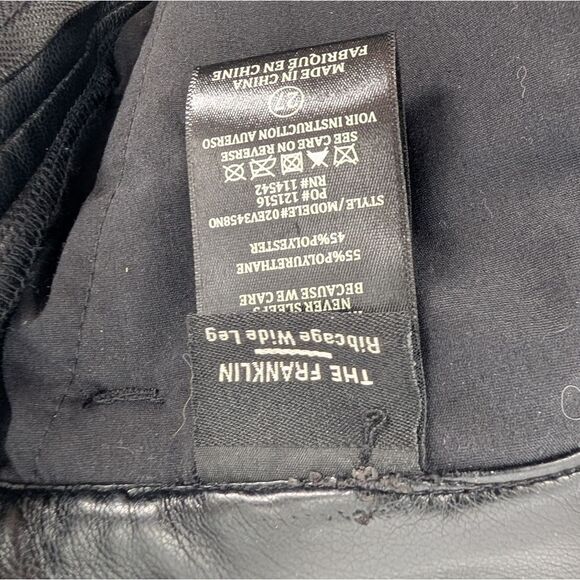 THE FRANKLIN
Ribcage Wide Leg
NEVER SLEEPS
BECAUSE WE CARE
55%POLYURETHANE
45%POLYESTER
STYLE/MODELE#02EV3458NO
PO# 121516
RN# 114542
SEE CARE ON REVERSE
VOIR INSTRUCTION AUVERSO
27
MADE IN CHINA
FABRIQUE EN CHINE